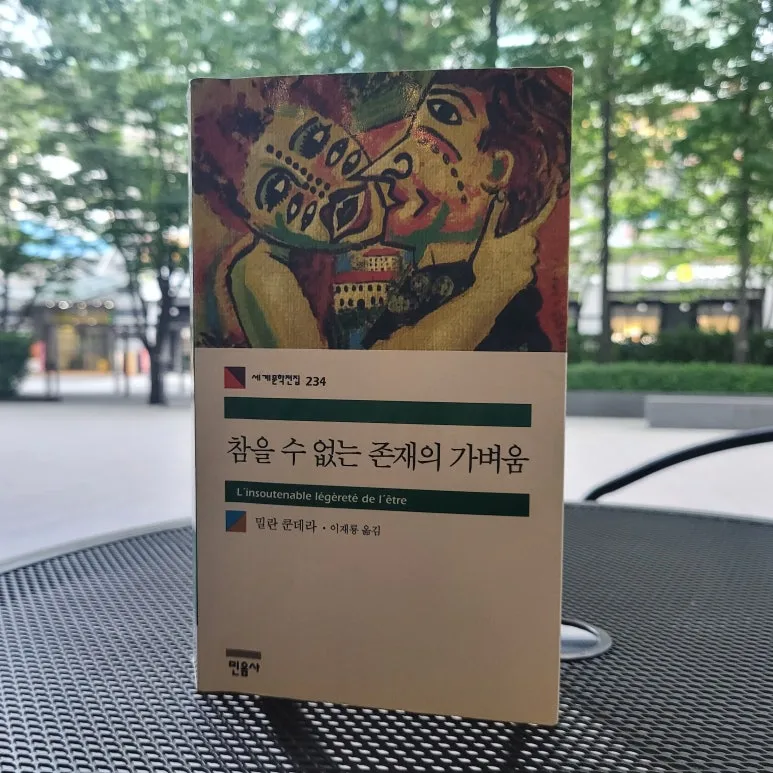 세계문학전집 234
참을 수 없는 존재의 가벼움
L'insoutenable légèreté de l'être
밀란 쿤데라 · 이재룡 옮김
민음사